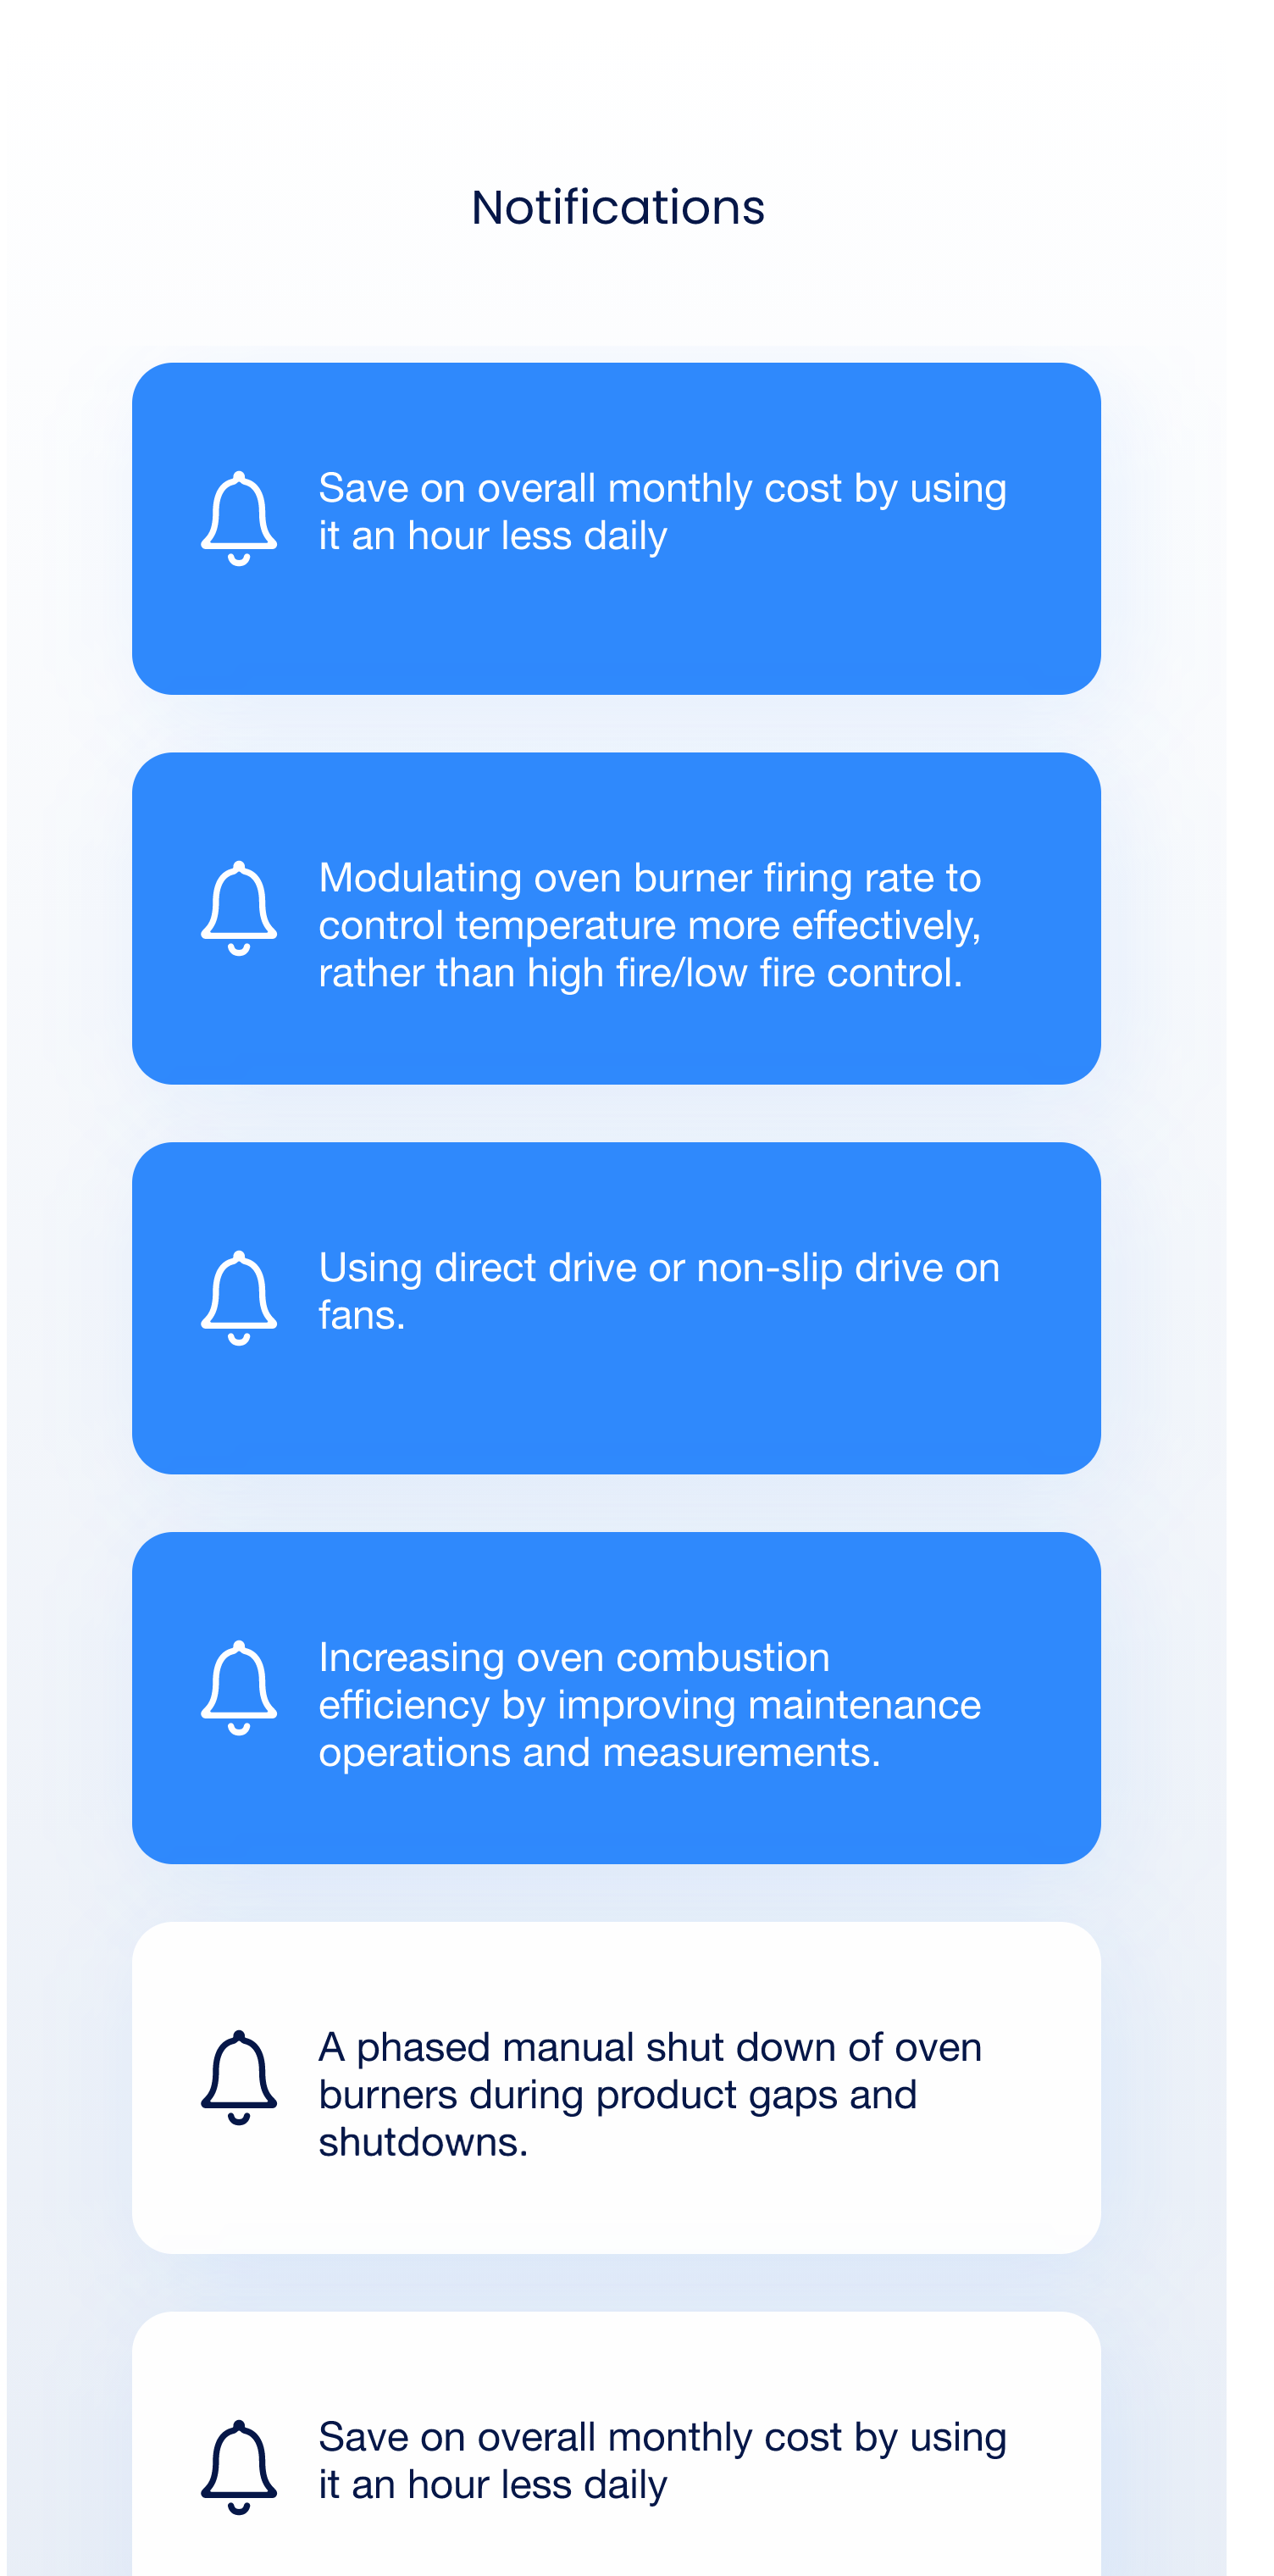 Notifications
Save on overall monthly cost by using
it an hour less daily
Modulating oven burner firing rate to
control temperature more effectively,
rather than high fire/low fire control.
Using direct drive or non-slip drive on
fans.
Increasing oven combustion
efficiency by improving maintenance
operations and measurements.
A phased manual shut down of oven
burners during product gaps and
shutdowns.
Save on overall monthly cost by using
it an hour less daily